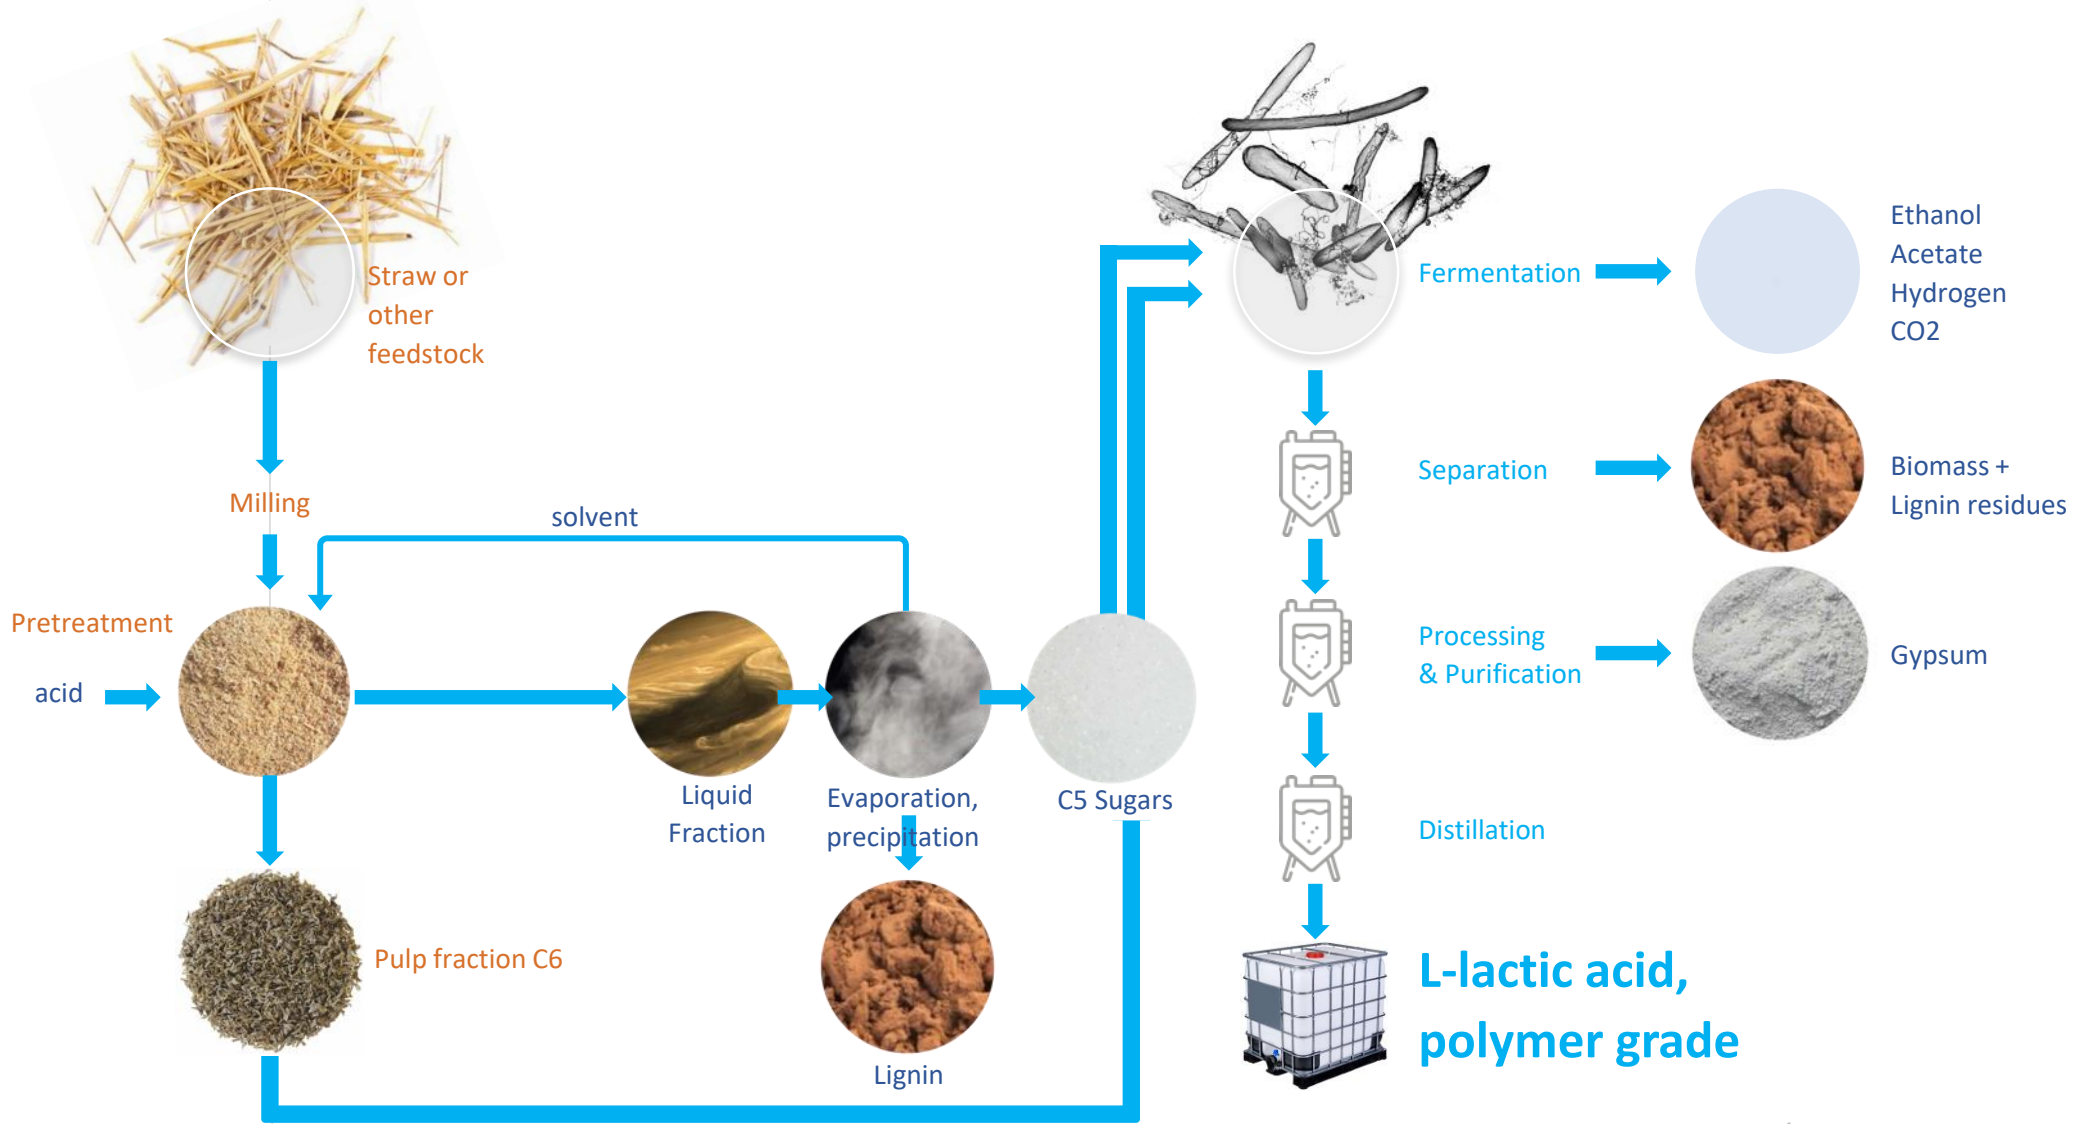 Straw or
other
feedstock
Milling
solvent
Pretreatment
acid
Liquid
Fraction
Evaporation,
precipitation
C5 Sugars
Pulp fraction C6
Lignin
Fermentation
Ethanol
Acetate
Hydrogen
CO2
Separation
Biomass +
Lignin residues
Processing
& Purification
Gypsum
Distillation
L-lactic acid,
polymer grade